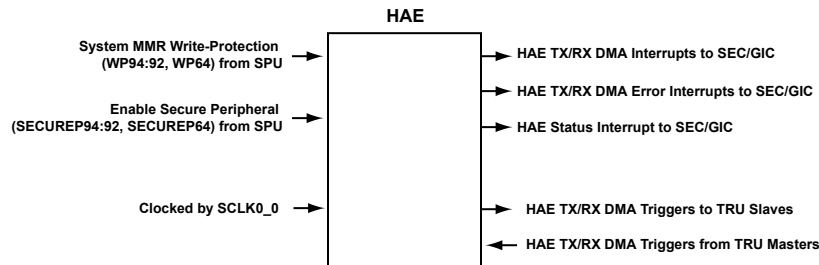 HAE
System MMR Write-Protection
(WP94:92, WP64) from SPU
Enable Secure Peripheral
(SECUREP94:92, SECUREP64) from SPU
Clocked by SCLK0_0
HAE TX/RX DMA Interrupts to SEC/GIC
HAE TX/RX DMA Error Interrupts to SEC/GIC
HAE Status Interrupt to SEC/GIC
HAE TX/RX DMA Triggers to TRU Slaves
HAE TX/RX DMA Triggers from TRU Masters